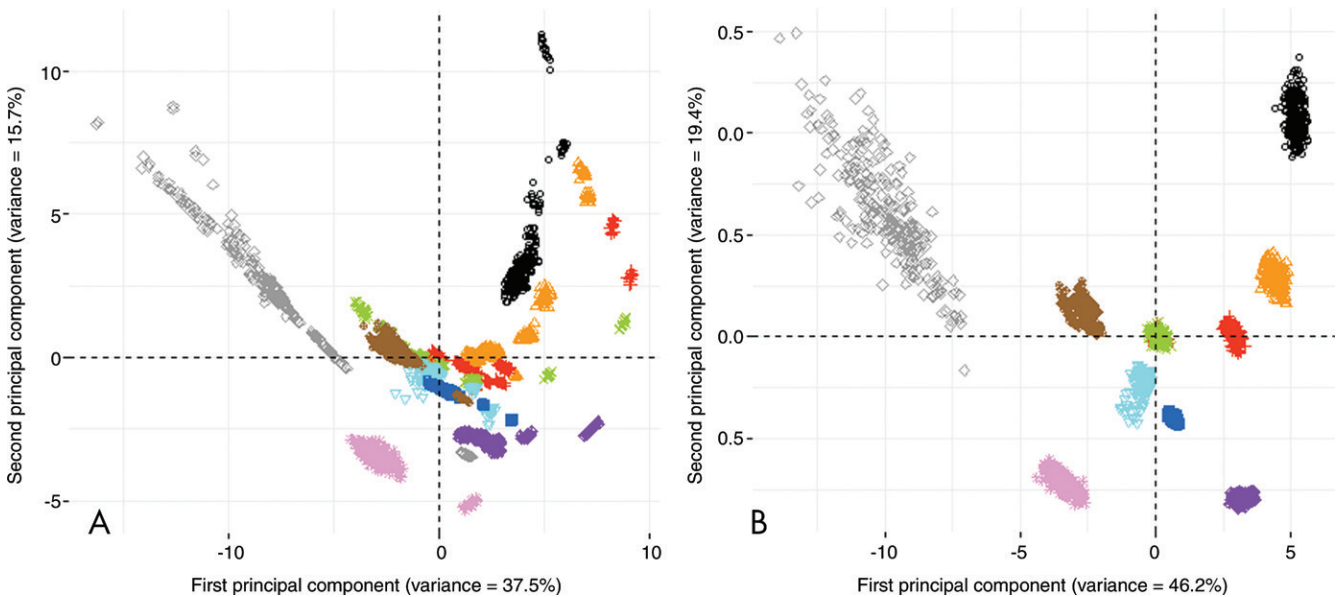 Second principal component (variance = 15.7%)
10
5
0
-5
A
-10
0
10
First principal component (variance = 37.5%)
Second principal component (variance = 19.4%)
0.5
0.0
0.5
0.0
0.5
B
-10
-5
0
5
First principal component (variance = 46.2%)